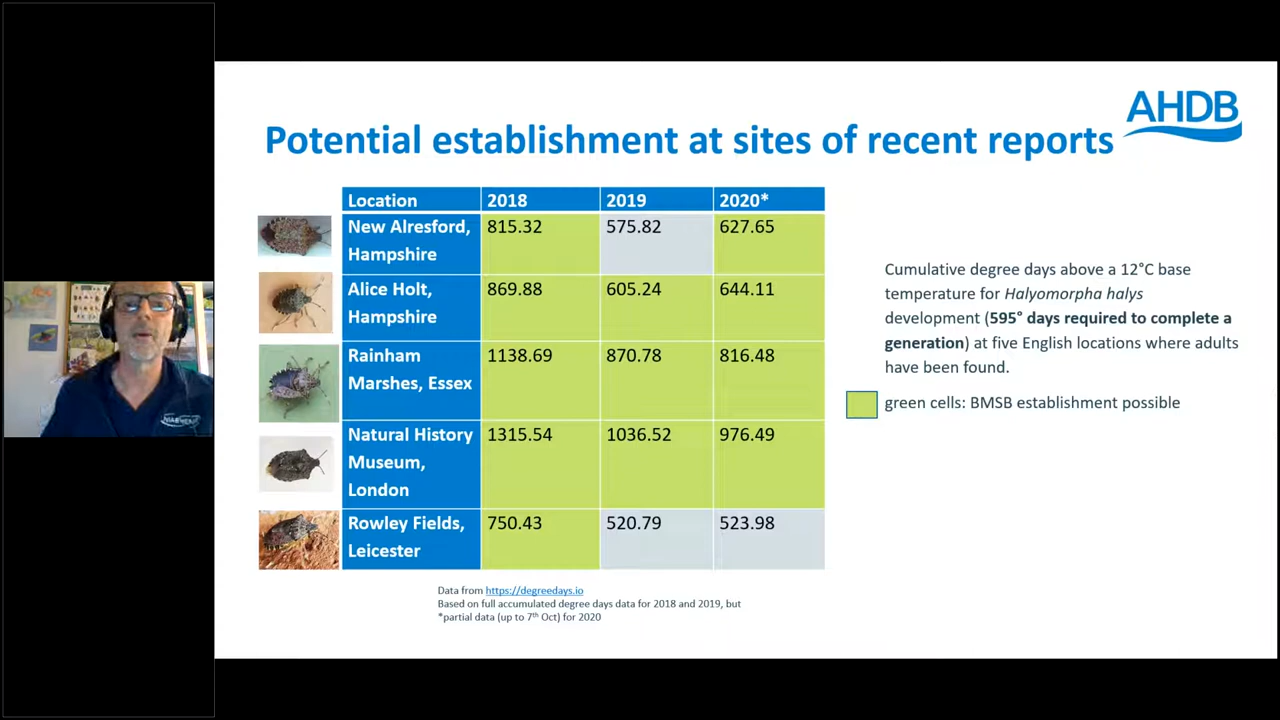 AHDB
Potential establishment at sites of recent reports
Location 2018 2019 2020*
New Alresford, 815.32 575.82 627.65
Hampshire
Alice Holt, 869.88 605.24 644.11
Hampshire
Rainham 1138.69 870.78 816.48
Marshes, Essex
Natural History 1315.54 1036.52 976.49
Museum,
London
Rowley Fields, 750.43 520.79 523.98
Leicester
Cumulative degree days above a 12°C base
temperature for Halyomorpha halys
development (595° days required to complete a
generation) at five English locations where adults
have been found.
green cells: BMSB establishment possible
Data from https://degreedays.io
Based on full accumulated degree days data for 2018 and 2019, but
*partial data (up to 7th Oct) for 2020